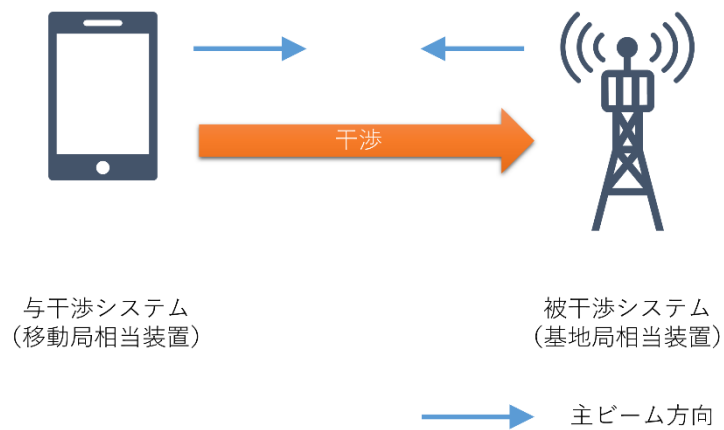 干渉
与干渉システム
（移動局相当装置）
被干渉システム
（基地局相当装置）
主ビーム方向